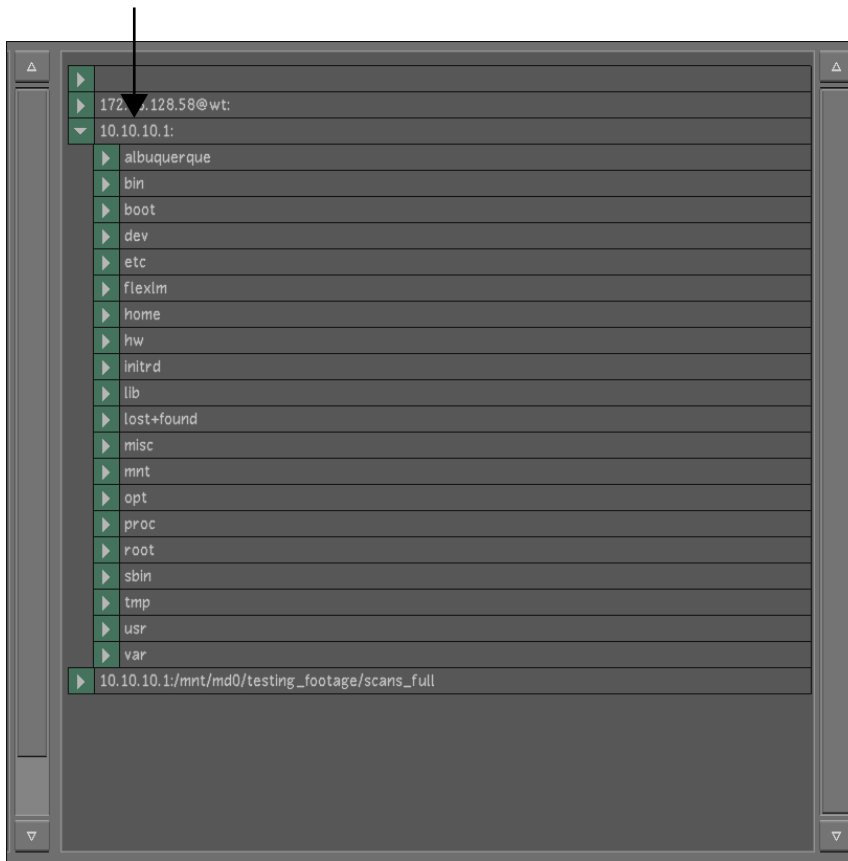 128.58@wt:
10.10.10.1:
albuquerque
bin
boot
dev
etc
flexlm
home
hw
initrd
lib
lost+found
misc
mnt
opt
proc
root
sbin
tmp
usr
var
10.10.10.1:/mnt/md0/testing_footage/scans_full